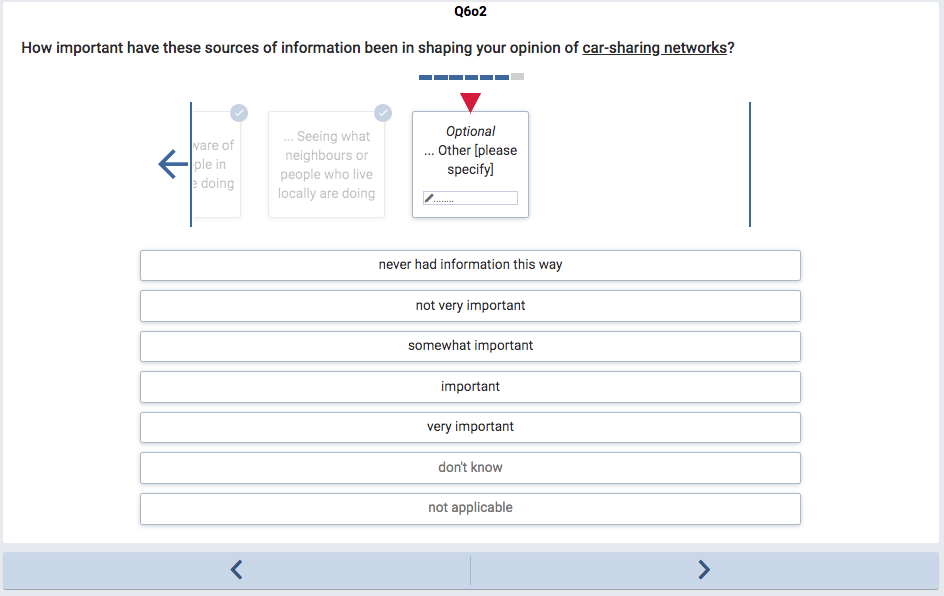 Q6o2
How important have these sources of information been in shaping your opinion of car-sharing networks?
ware of
ple in
e doing
... Seeing what
neighbours or
people who live
locally are doing
Optional
... Other [please
specify]
........
never had information this way
not very important
somewhat important
important
very important
don't know
not applicable